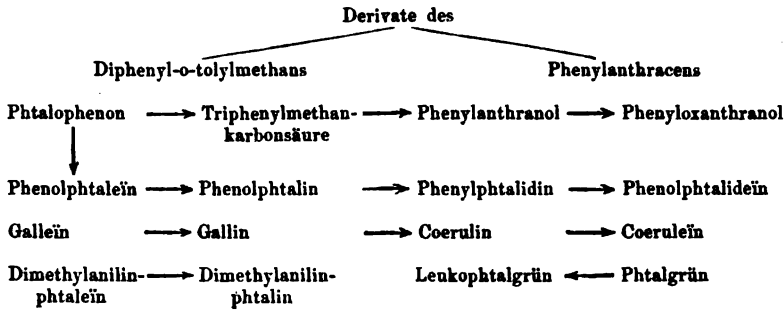 Derivate des
Diphenyl-o-tolylmethans Phenylanthracens
Phtalophenon Triphenylmethan- Phenylanthranol Phenyloxanthranol
karbonsäure
Phenolphtaleïn Phenolphtalin Phenylphtalidin Phenolphtalideïn
Galleïn Gallin Coerulin Coeruleïn
Dimethylanilin- Dimethylanilin- Leukophtalgrün Phtalgrün
phtaleïn phtalin